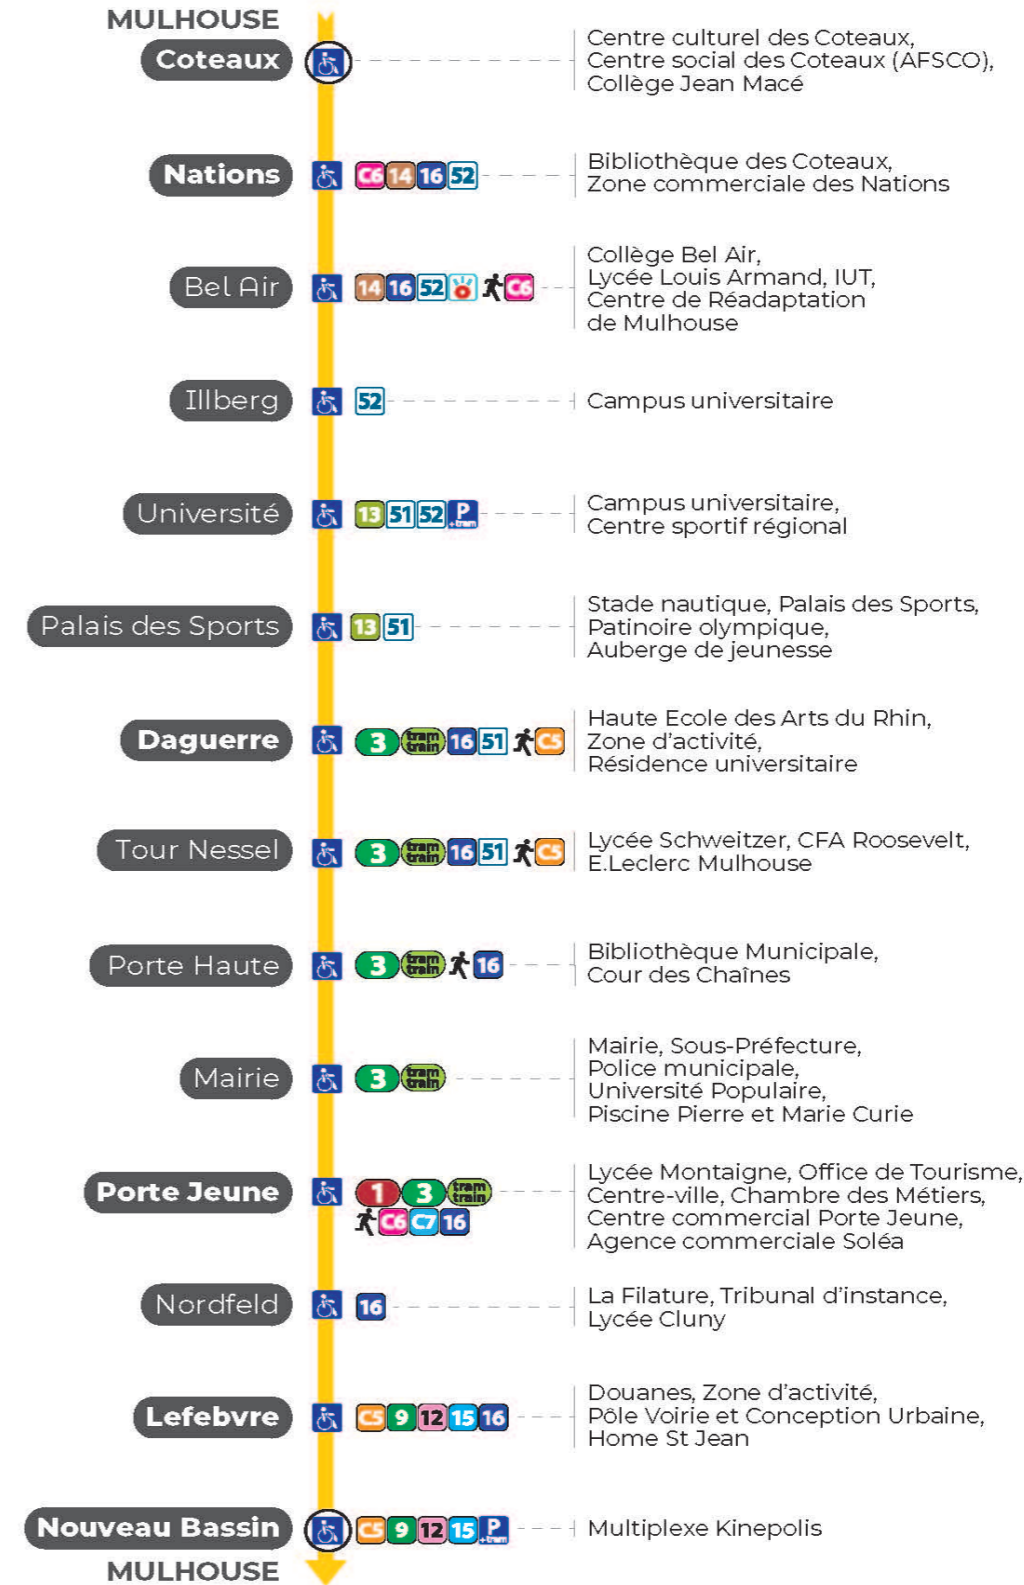 MULHOUSE
Coteaux
Centre culturel des Coteaux,
Centre social des Coteaux (AFSCO),
Collège Jean Macé
Nations C6 14 16 52
Bibliothèque des Coteaux,
Zone commerciale des Nations
Bel Air 14 16 52 C6
Collège Bel Air,
Lycée Louis Armand, IUT,
Centre de Réadaptation
de Mulhouse
Illberg 52 Campus universitaire
Université 13 51 52 P +tram
Campus universitaire,
Centre sportif régional
Palais des Sports 13 51
Stade nautique, Palais des Sports,
Patinoire olympique,
Auberge de jeunesse
Daguerre 3 tram train 16 51 C5
Haute Ecole des Arts du Rhin,
Zone d'activité,
Résidence universitaire
Tour Nessel 3 tram train 16 51 C5
Lycée Schweitzer, CFA Roosevelt,
E.Leclerc Mulhouse
Porte Haute 3 tram train 16
Bibliothèque Municipale,
Cour des Chaînes
Mairie 3 tram train
Mairie, Sous-Préfecture,
Police municipale,
Université Populaire,
Piscine Pierre et Marie Curie
Porte Jeune 1 3 tram train
C6 C7 16
Lycée Montaigne, Office de Tourisme,
Centre-ville, Chambre des Métiers,
Centre commercial Porte Jeune,
Agence commerciale Soléa
Nordfeld 16
La Filature, Tribunal d'instance,
Lycée Cluny
Lefebvre C5 9 12 15 16
Douanes, Zone d'activité,
Pôle Voirie et Conception Urbaine,
Home St Jean
Nouveau Bassin C5 9 12 15 P +tram Multiplexe Kinepolis
MULHOUSE